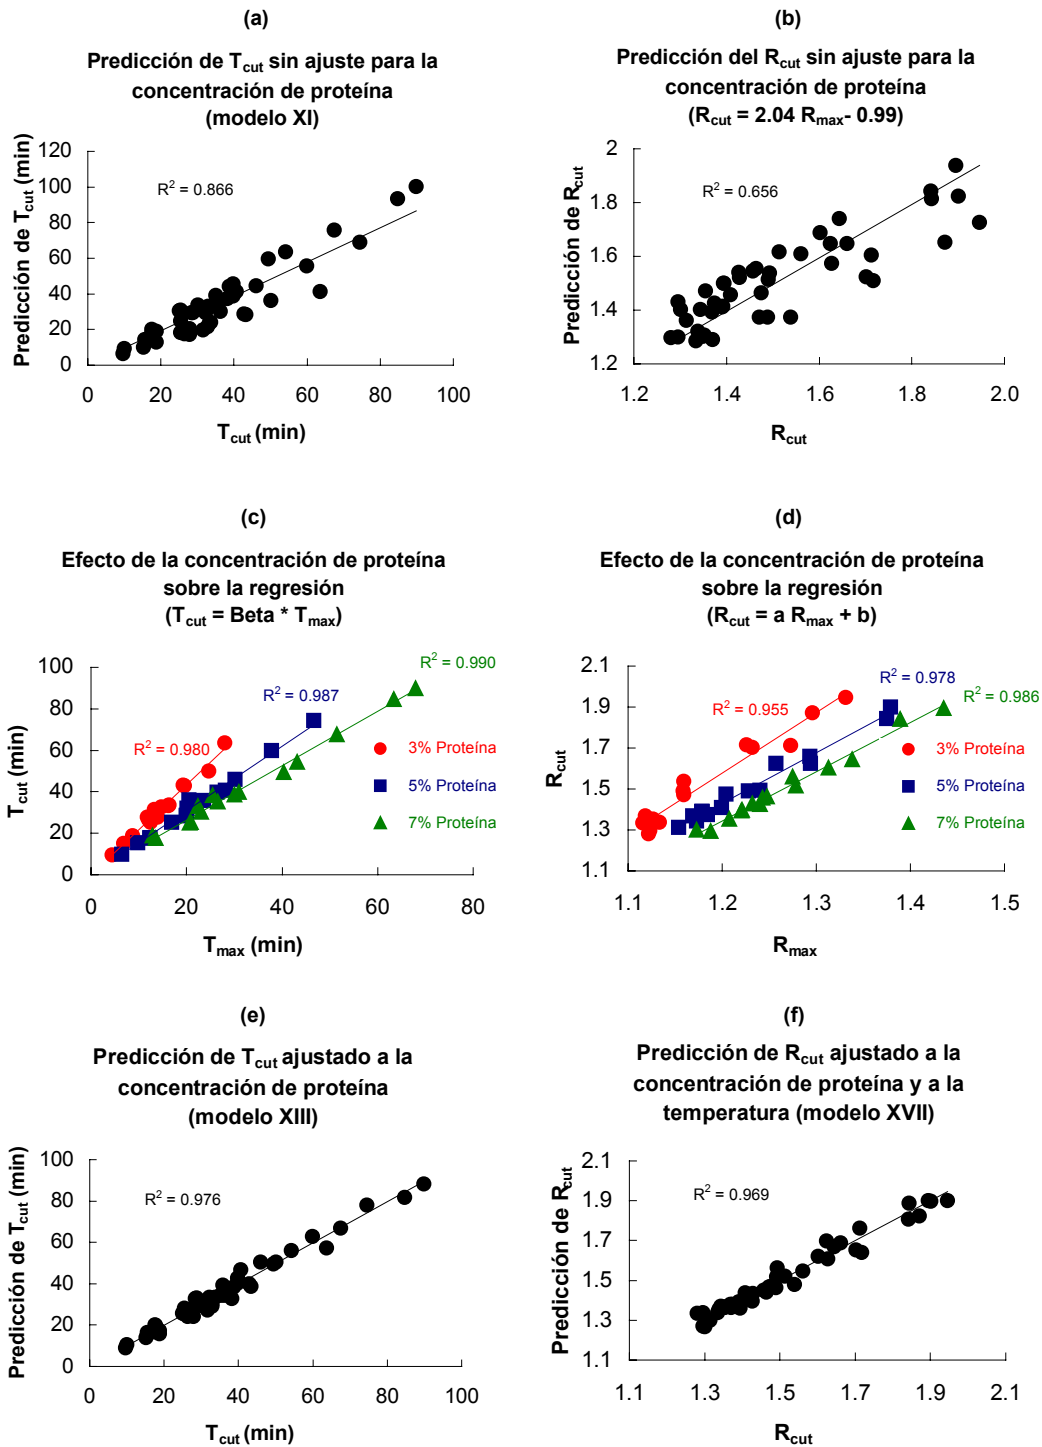 (a)
Predicción de Tcut sin ajuste para la
concentración de proteína
(modelo XI)
Predicción de Tcut (min)
120
100
80
60
40
20
0
R² = 0.866
0 20 40 60 80 100
Tcut (min)
(b)
Predicción del Rcut sin ajuste para la
concentración de proteína
(Rcut = 2.04 Rmax- 0.99)
Predicción de Rcut
2
1.8
1.6
1.4
1.2
R² = 0.656
1.2 1.4 1.6 1.8 2.0
Rcut
(c)
Efecto de la concentración de proteína
sobre la regresión
(Tcut = Beta * Tmax)
Tcut (min)
100
80
60
40
20
0
R² = 0.990
R² = 0.987
R² = 0.980
3% Proteína
5% Proteína
7% Proteína
0 20 40 60 80
Tmax (min)
(d)
Efecto de la concentración de proteína
sobre la regresión
(Rcut = a Rmax + b)
Rcut
2.1
1.9
1.7
1.5
1.3
1.1
R² = 0.978
R² = 0.986
R² = 0.955
3% Proteína
5% Proteína
7% Proteína
1.1 1.2 1.3 1.4 1.5
Rmax
(e)
Predicción de Tcut ajustado a la
concentración de proteína
(modelo XIII)
Predicción de Tcut (min)
100
80
60
40
20
0
R² = 0.976
0 20 40 60 80 100
Tcut (min)
(f)
Predicción de Rcut ajustado a la
concentración de proteína y a la
temperatura (modelo XVII)
Predicción de Rcut
2.1
1.9
1.7
1.5
1.3
1.1
R² = 0.969
1.1 1.3 1.5 1.7 1.9 2.1
Rcut